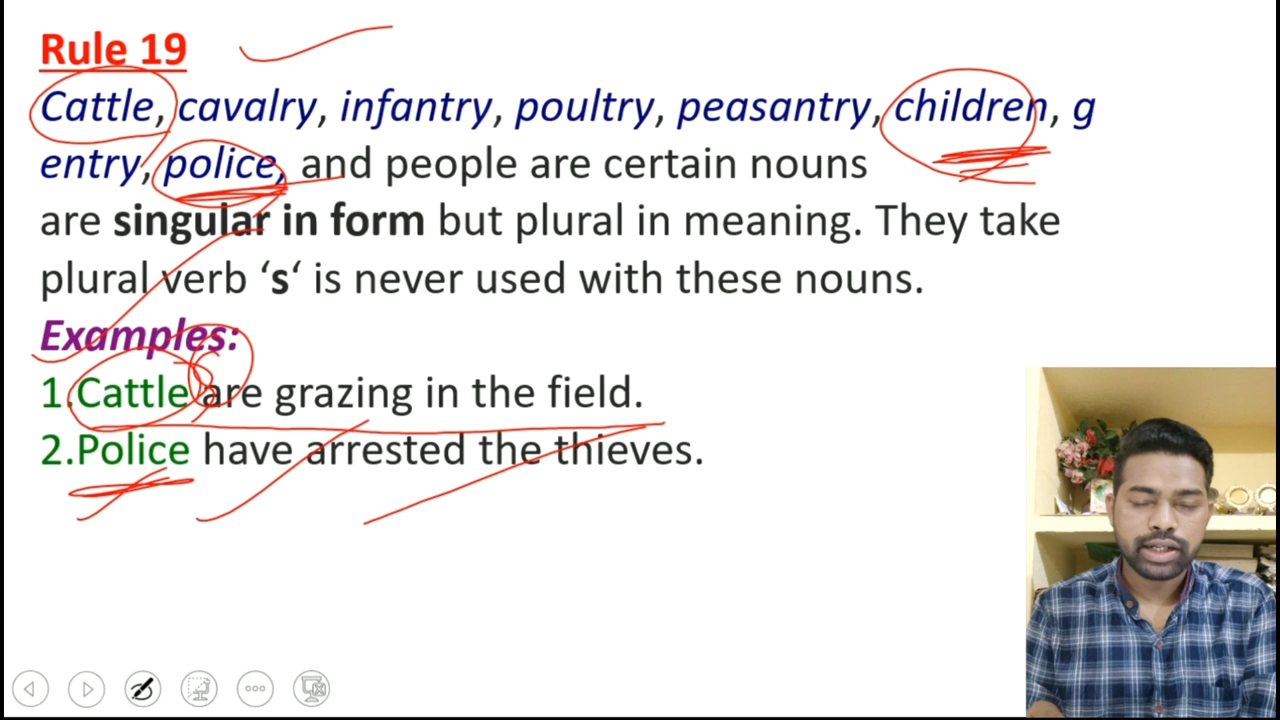 Rule 19
Cattle, cavalry, infantry, poultry, peasantry, children, g
entry, police, and people are certain nouns
are singular in form but plural in meaning. They take
plural verb ‘s‘ is never used with these nouns.
Examples:
1.Cattle are grazing in the field.
2.Police have arrested the thieves.